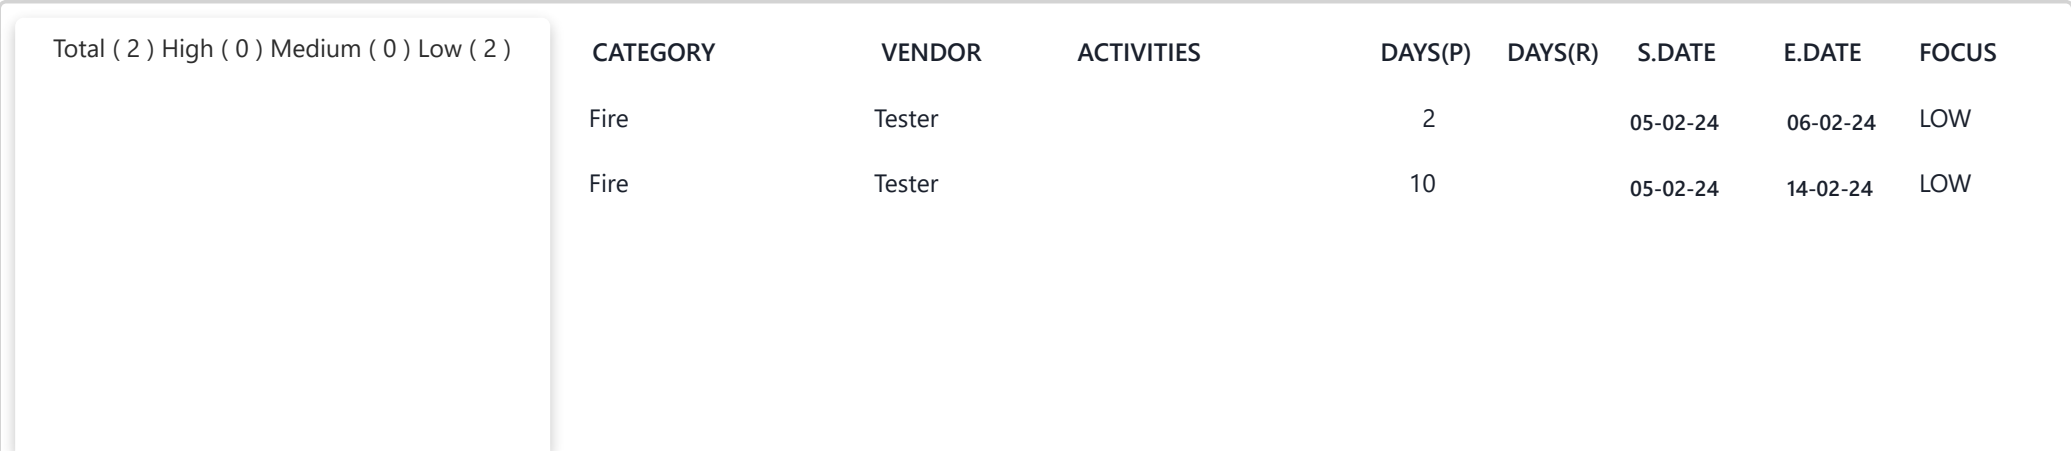 Total ( 2 ) High ( 0 ) Medium ( 0 ) Low ( 2 )
CATEGORY VENDOR ACTIVITIES DAYS(P) DAYS(R) S.DATE E.DATE FOCUS
Fire Tester 2 05-02-24 06-02-24 LOW
Fire Tester 10 05-02-24 14-02-24 LOW